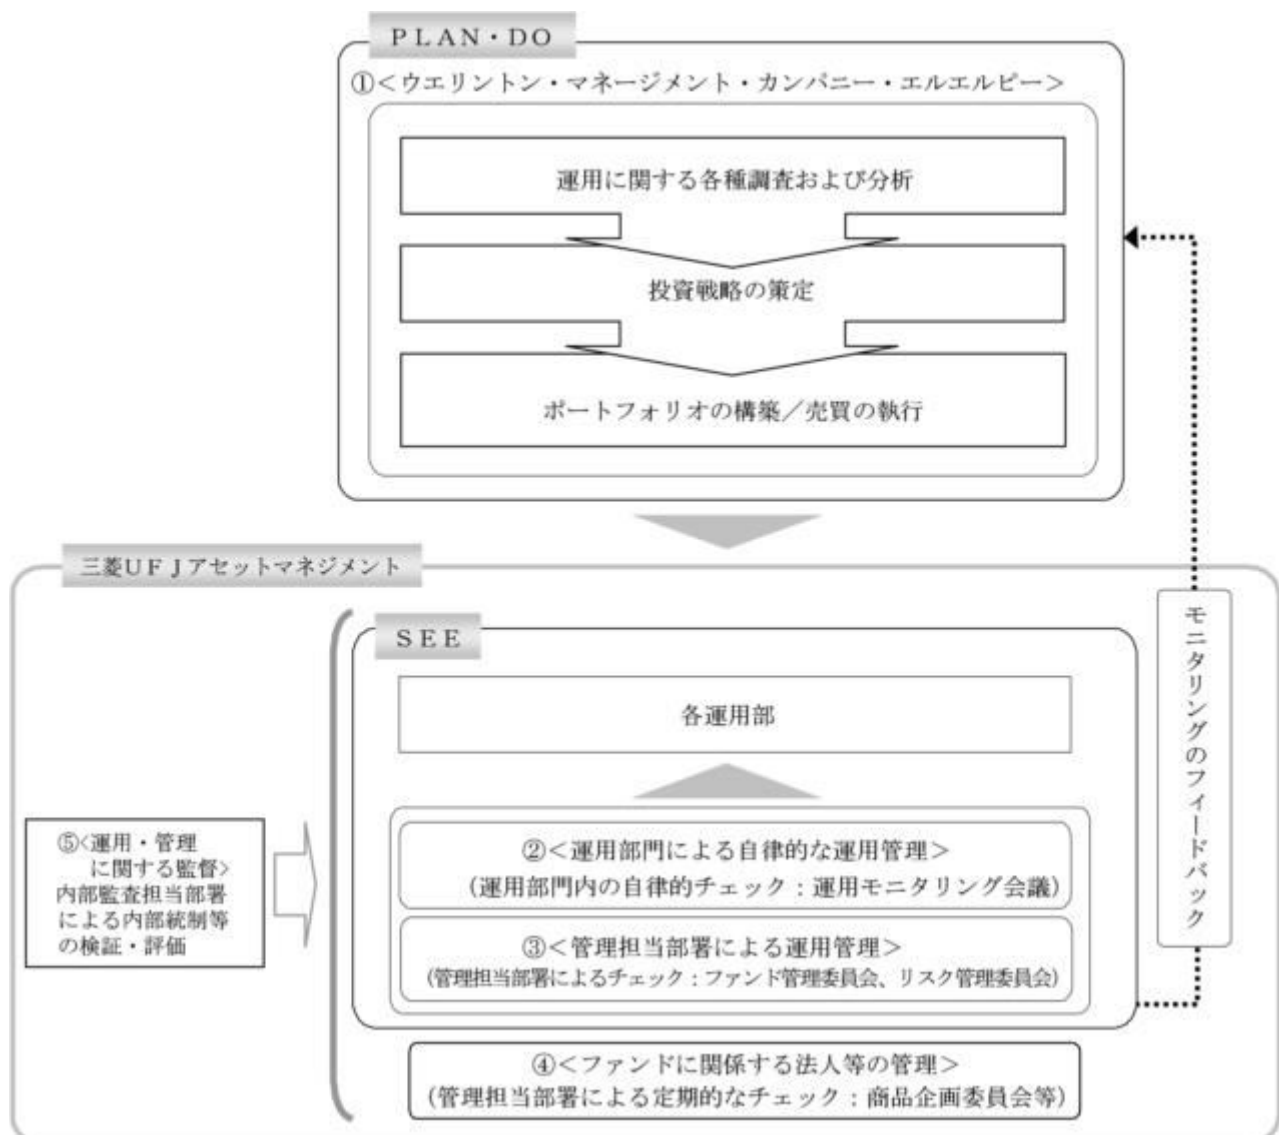 ＰＬＡＮ・ＤＯ
①＜ウエリントン・マネージメント・カンパニー・エルエルピー＞
運用に関する各種調査および分析
投資戦略の策定
ポートフォリオの構築／売買の執行
三菱ＵＦＪアセットマネジメント
ＳＥＥ
各運用部
モニタリングのフィードバック
⑤<運用・管理
に関する監督>
内部監査担当部署
による内部統制等
の検証・評価
②＜運用部門による自律的な運用管理＞
(運用部門内の自律的チェック：運用モニタリング会議)
③＜管理担当部署による運用管理＞
(管理担当部署によるチェック：ファンド管理委員会、リスク管理委員会)
④＜ファンドに関係する法人等の管理＞
(管理担当部署による定期的なチェック：商品企画委員会等)